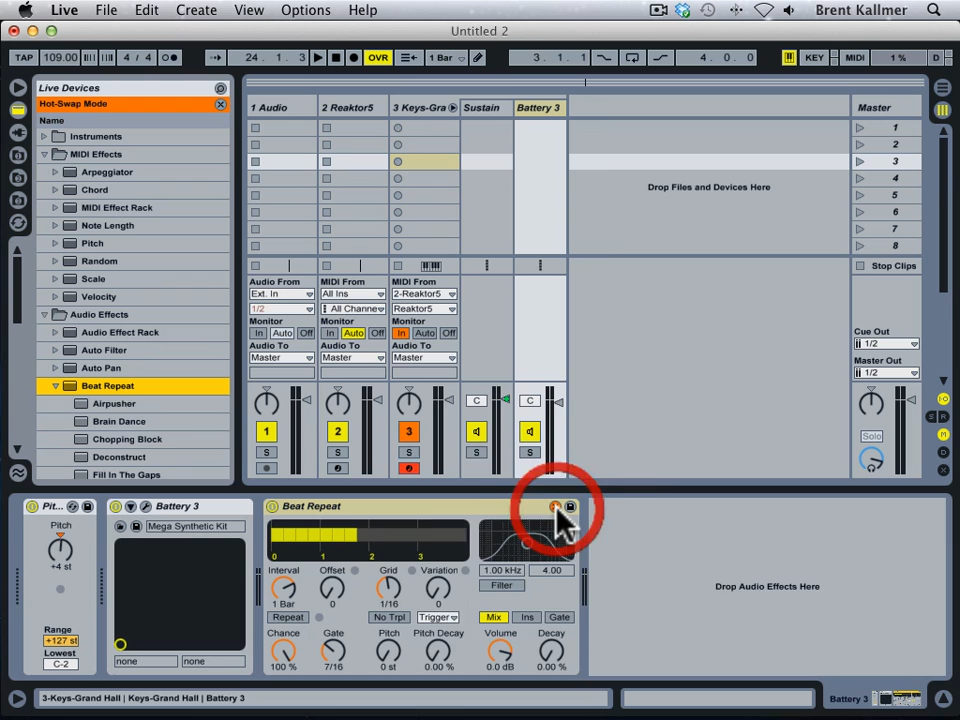 Live File Edit Create View Options Help Brent Kallmer
Untitled 2
TAP 109.00 4 / 4 24 . 1 . 3 OVR 1 Bar 3 . 1 . 1 4 . 0 . 0 KEY MIDI 1 % D
Live Devices
Hot-Swap Mode
Name
Instruments
MIDI Effects
Arpeggiator
Chord
MIDI Effect Rack
Note Length
Pitch
Random
Scale
Velocity
Audio Effects
Audio Effect Rack
Auto Filter
Auto Pan
Beat Repeat
Airpusher
Brain Dance
Chopping Block
Deconstruct
Fill In The Gaps
1 Audio 2 Reaktor5 3 Keys-Gra Sustain Battery 3 Master
1
2
3
4
5
6
7
8
Drop Files and Devices Here
Stop Clips
Audio From MIDI From MIDI From
Ext. In All Ins 2-Reaktor5
1/2 All Channe Reaktor5
Monitor Monitor Monitor
In Auto Off In Auto Off In Auto Off
Audio To Audio To Audio To
Master Master Master
Cue Out
1/2
Master Out
1/2
C C
1 2 3
S S S S S
Solo
I-O
S R
M
D
X
Pit...
Pitch
+4 st
Range
+127 st
Lowest
C-2
Battery 3
Mega Synthetic Kit
none none
Beat Repeat
0 1 2 3
Interval Offset Grid Variation
1 Bar 0 1/16 0
Repeat No Trpl Trigger
Chance Gate Pitch Pitch Decay
100 % 7/16 0 st 0.00 %
1.00 kHz 4.00
Filter
Mix Ins Gate
Volume Decay
0.0 dB 0.00 %
Drop Audio Effects Here
3-Keys-Grand Hall | Keys-Grand Hall | Battery 3
Battery 3